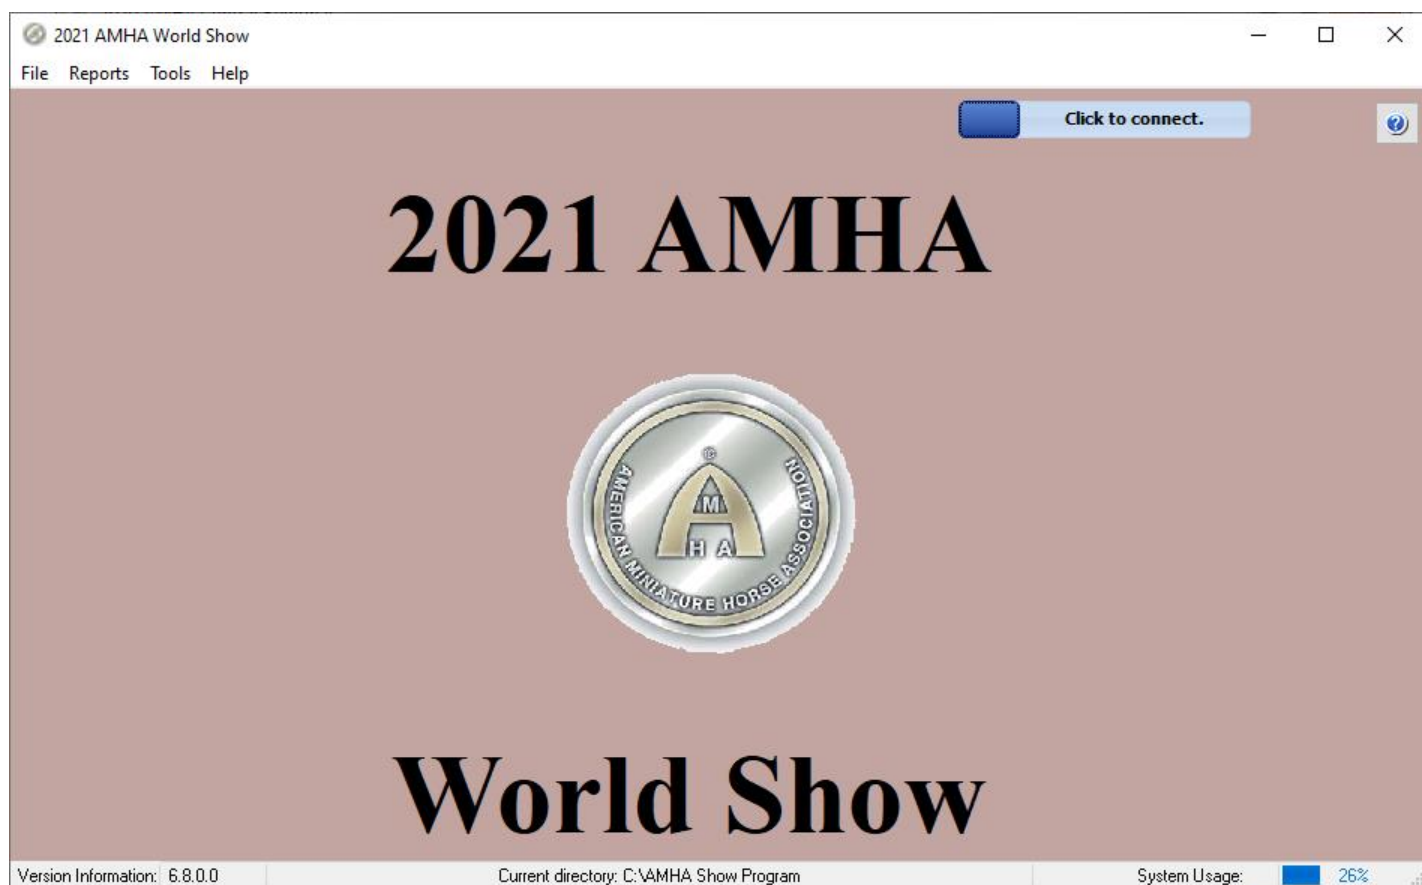 2021 AMHA World Show
File Reports Tools Help
Click to connect.
2021 AMHA
©
AMERICAN MINIATURE HORSE ASSOCIATION
M
H A
World Show
Version Information: 6.8.0.0 Current directory: C:\AMHA Show Program System Usage: 26%